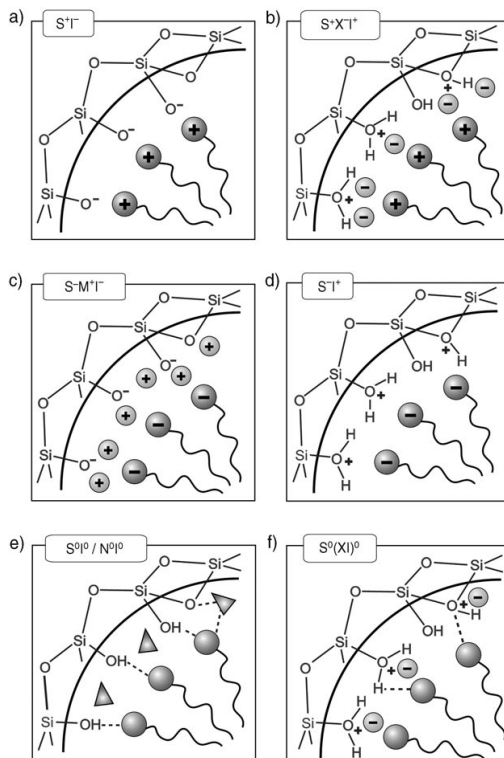 a) S⁺I⁻
Si
O Si O
O⁻
Si
O⁻
O
Si
O⁻
b) S⁺X⁻I⁺
Si
O Si O H
+ −
−
OH
Si O H
+ − +
H
O
+
H
Si O + −
H
− +
c) S⁻M⁺I⁻
Si
O Si O
+
O⁻
+ +
Si
O⁻
−
+
O
−
Si
O⁻
+
−
+
d) S⁻I⁺
Si
O Si O
+
H
OH
Si H
O +
−
H
−
O
H
Si O +
−
H
e) S⁰I⁰ / N⁰I⁰
Si
O Si O
OH
Si
OH
O
Si
OH
f) S⁰(XI)⁰
Si
O Si O + −
H
OH
Si H
O + −
H
O
H
Si O + −
H